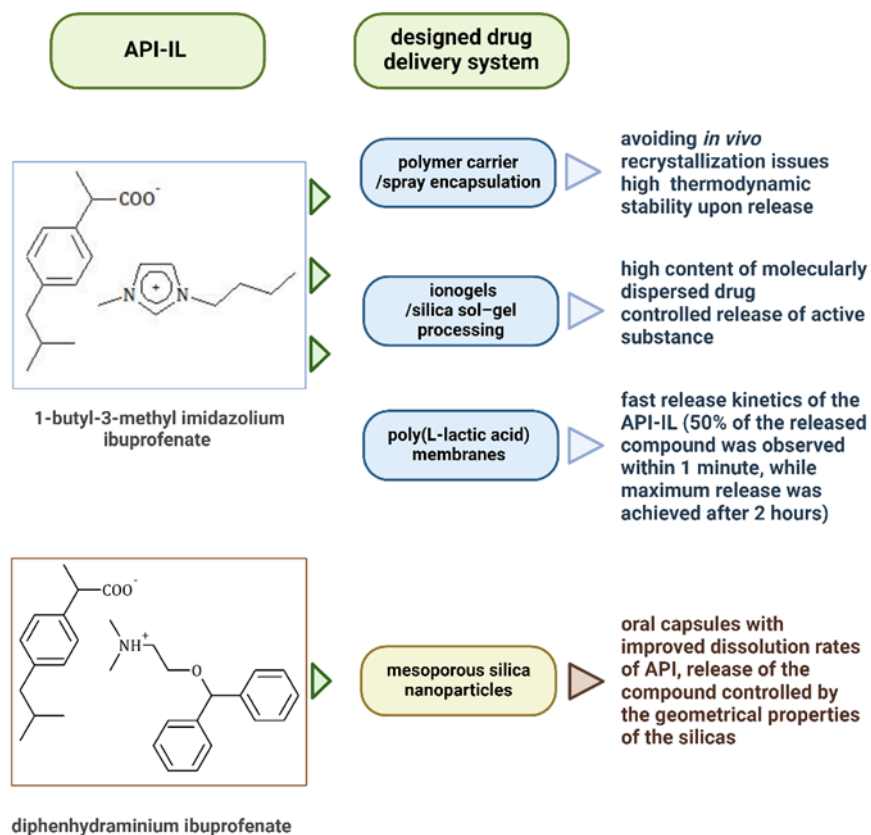 API-IL
designed drug
delivery system
COO-
N
+
N
1-butyl-3-methyl imidazolium
ibuprofenate
polymer carrier
/spray encapsulation
avoiding in vivo
recrystallization issues
high thermodynamic
stability upon release
ionogels
/silica sol–gel
processing
high content of molecularly
dispersed drug
controlled release of active
substance
poly(L-lactic acid)
membranes
fast release kinetics of the
API-IL (50% of the released
compound was observed
within 1 minute, while
maximum release was
achieved after 2 hours)
COO-
NH+
O
diphenhydraminium ibuprofenate
mesoporous silica
nanoparticles
oral capsules with
improved dissolution rates
of API, release of the
compound controlled by
the geometrical properties
of the silicas